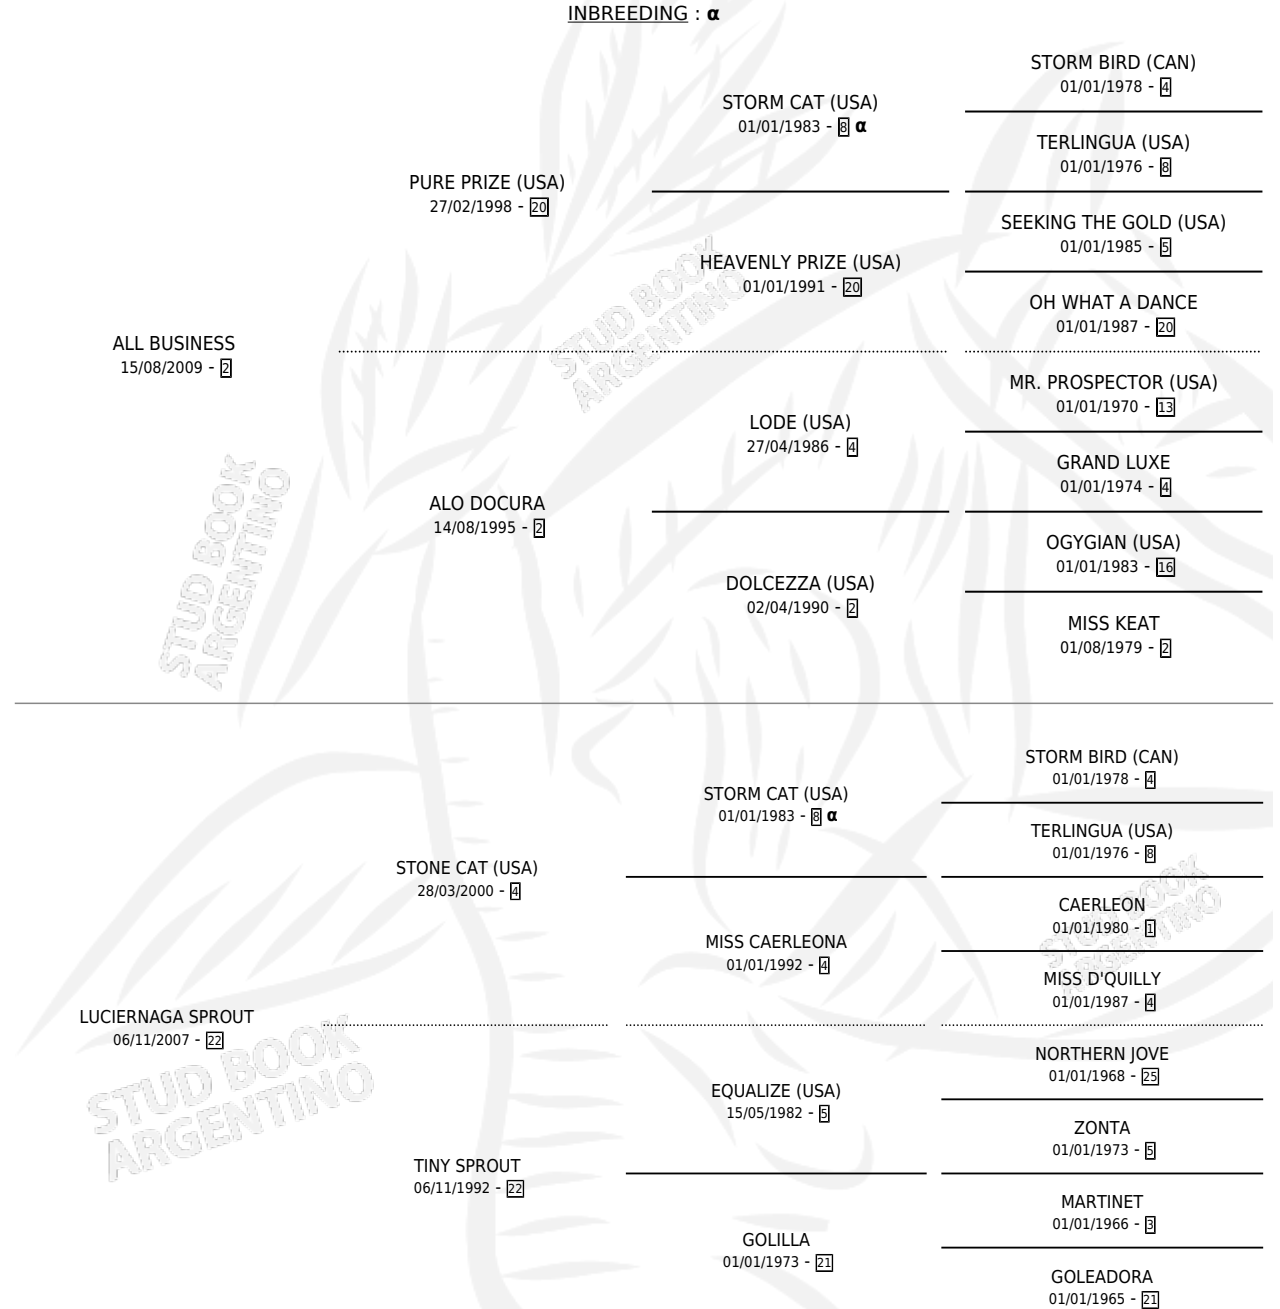 INBREEDING : α
STORM BIRD (CAN)
01/01/1978 - 4
STORM CAT (USA)
01/01/1983 - 8 α
TERLINGUA (USA)
01/01/1976 - 8
PURE PRIZE (USA)
27/02/1998 - 20
SEEKING THE GOLD (USA)
01/01/1985 - 5
HEAVENLY PRIZE (USA)
01/01/1991 - 20
OH WHAT A DANCE
01/01/1987 - 20
ALL BUSINESS
15/08/2009 - 2
MR. PROSPECTOR (USA)
01/01/1970 - 13
LODE (USA)
27/04/1986 - 4
GRAND LUXE
01/01/1974 - 4
ALO DOCURA
14/08/1995 - 2
OGYGIAN (USA)
01/01/1983 - 16
DOLCEZZA (USA)
02/04/1990 - 2
MISS KEAT
01/08/1979 - 2
STORM BIRD (CAN)
01/01/1978 - 4
STORM CAT (USA)
01/01/1983 - 8 α
TERLINGUA (USA)
01/01/1976 - 8
STONE CAT (USA)
28/03/2000 - 4
CAERLEON
01/01/1980 - 1
MISS CAERLEONA
01/01/1992 - 4
MISS D'QUILLY
01/01/1987 - 4
LUCIERNAGA SPROUT
06/11/2007 - 22
NORTHERN JOVE
01/01/1968 - 25
EQUALIZE (USA)
15/05/1982 - 5
ZONTA
01/01/1973 - 5
TINY SPROUT
06/11/1992 - 22
MARTINET
01/01/1966 - 3
GOLILLA
01/01/1973 - 21
GOLEADORA
01/01/1965 - 21
STUD BOOK
ARGENTINO
STUD BOOK
ARGENTINO
STUD BOOK
ARGENTINO
STUD BOOK
ARGENTINO